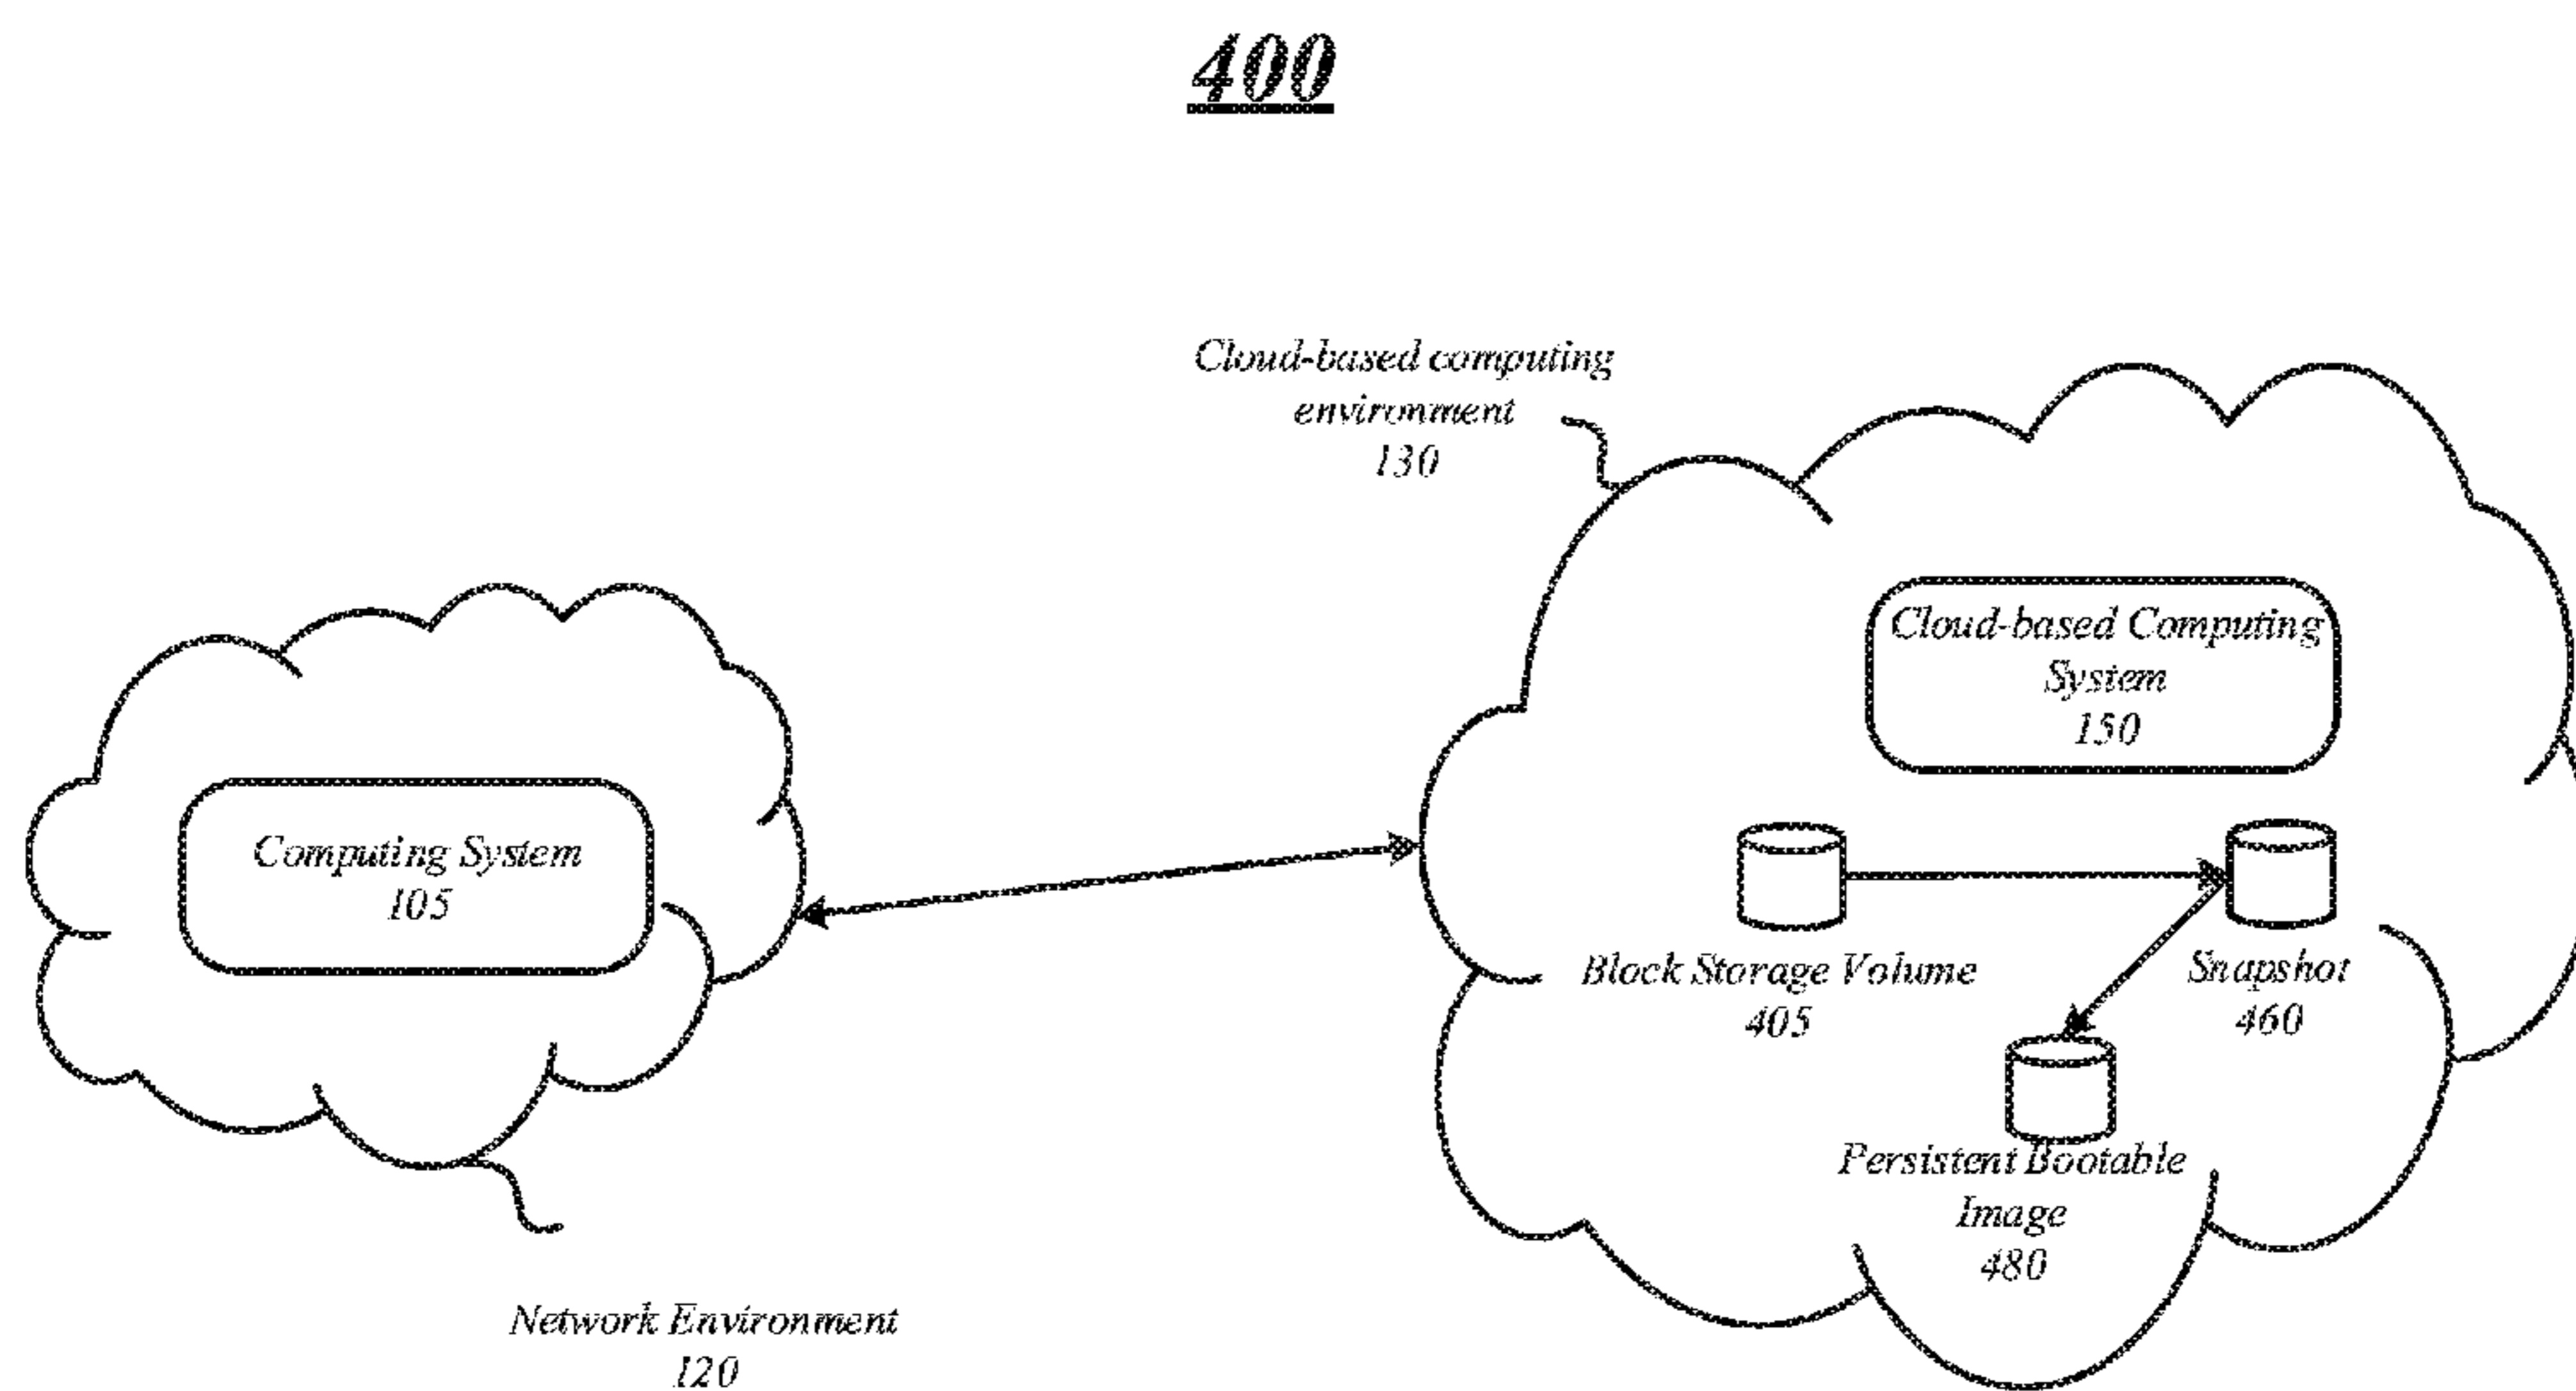 400
Cloud-based computing
environment
130
Cloud-based Computing
System
150
Computing System
105
Block Storage Volume
405
Snapshot
460
Persistent Bootable
Image
480
Network Environment
120